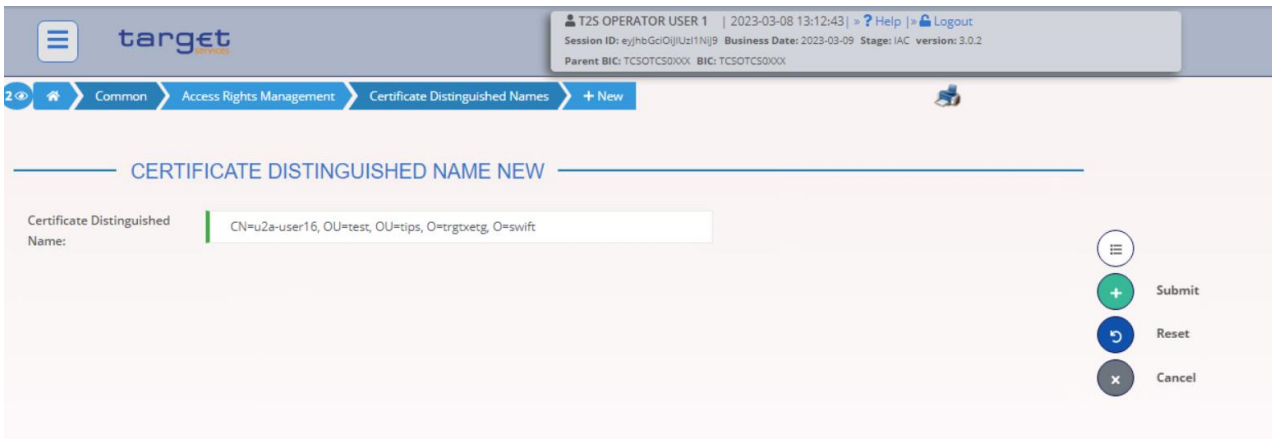 T2S OPERATOR USER 1 | 2023-03-08 13:12:43| » ? Help |» Logout
target
services
Session ID: eyJhbGciOiJIUzI1NiJ9 Business Date: 2023-03-09 Stage: IAC version: 3.0.2
Parent BIC: TCSOTCS0XXX BIC: TCSOTCS0XXX
2 Common Access Rights Management Certificate Distinguished Names + New
CERTIFICATE DISTINGUISHED NAME NEW
Certificate Distinguished
Name:
CN=u2a-user16, OU=test, OU=tips, O=trgtxetg, O=swift
Submit
Reset
Cancel